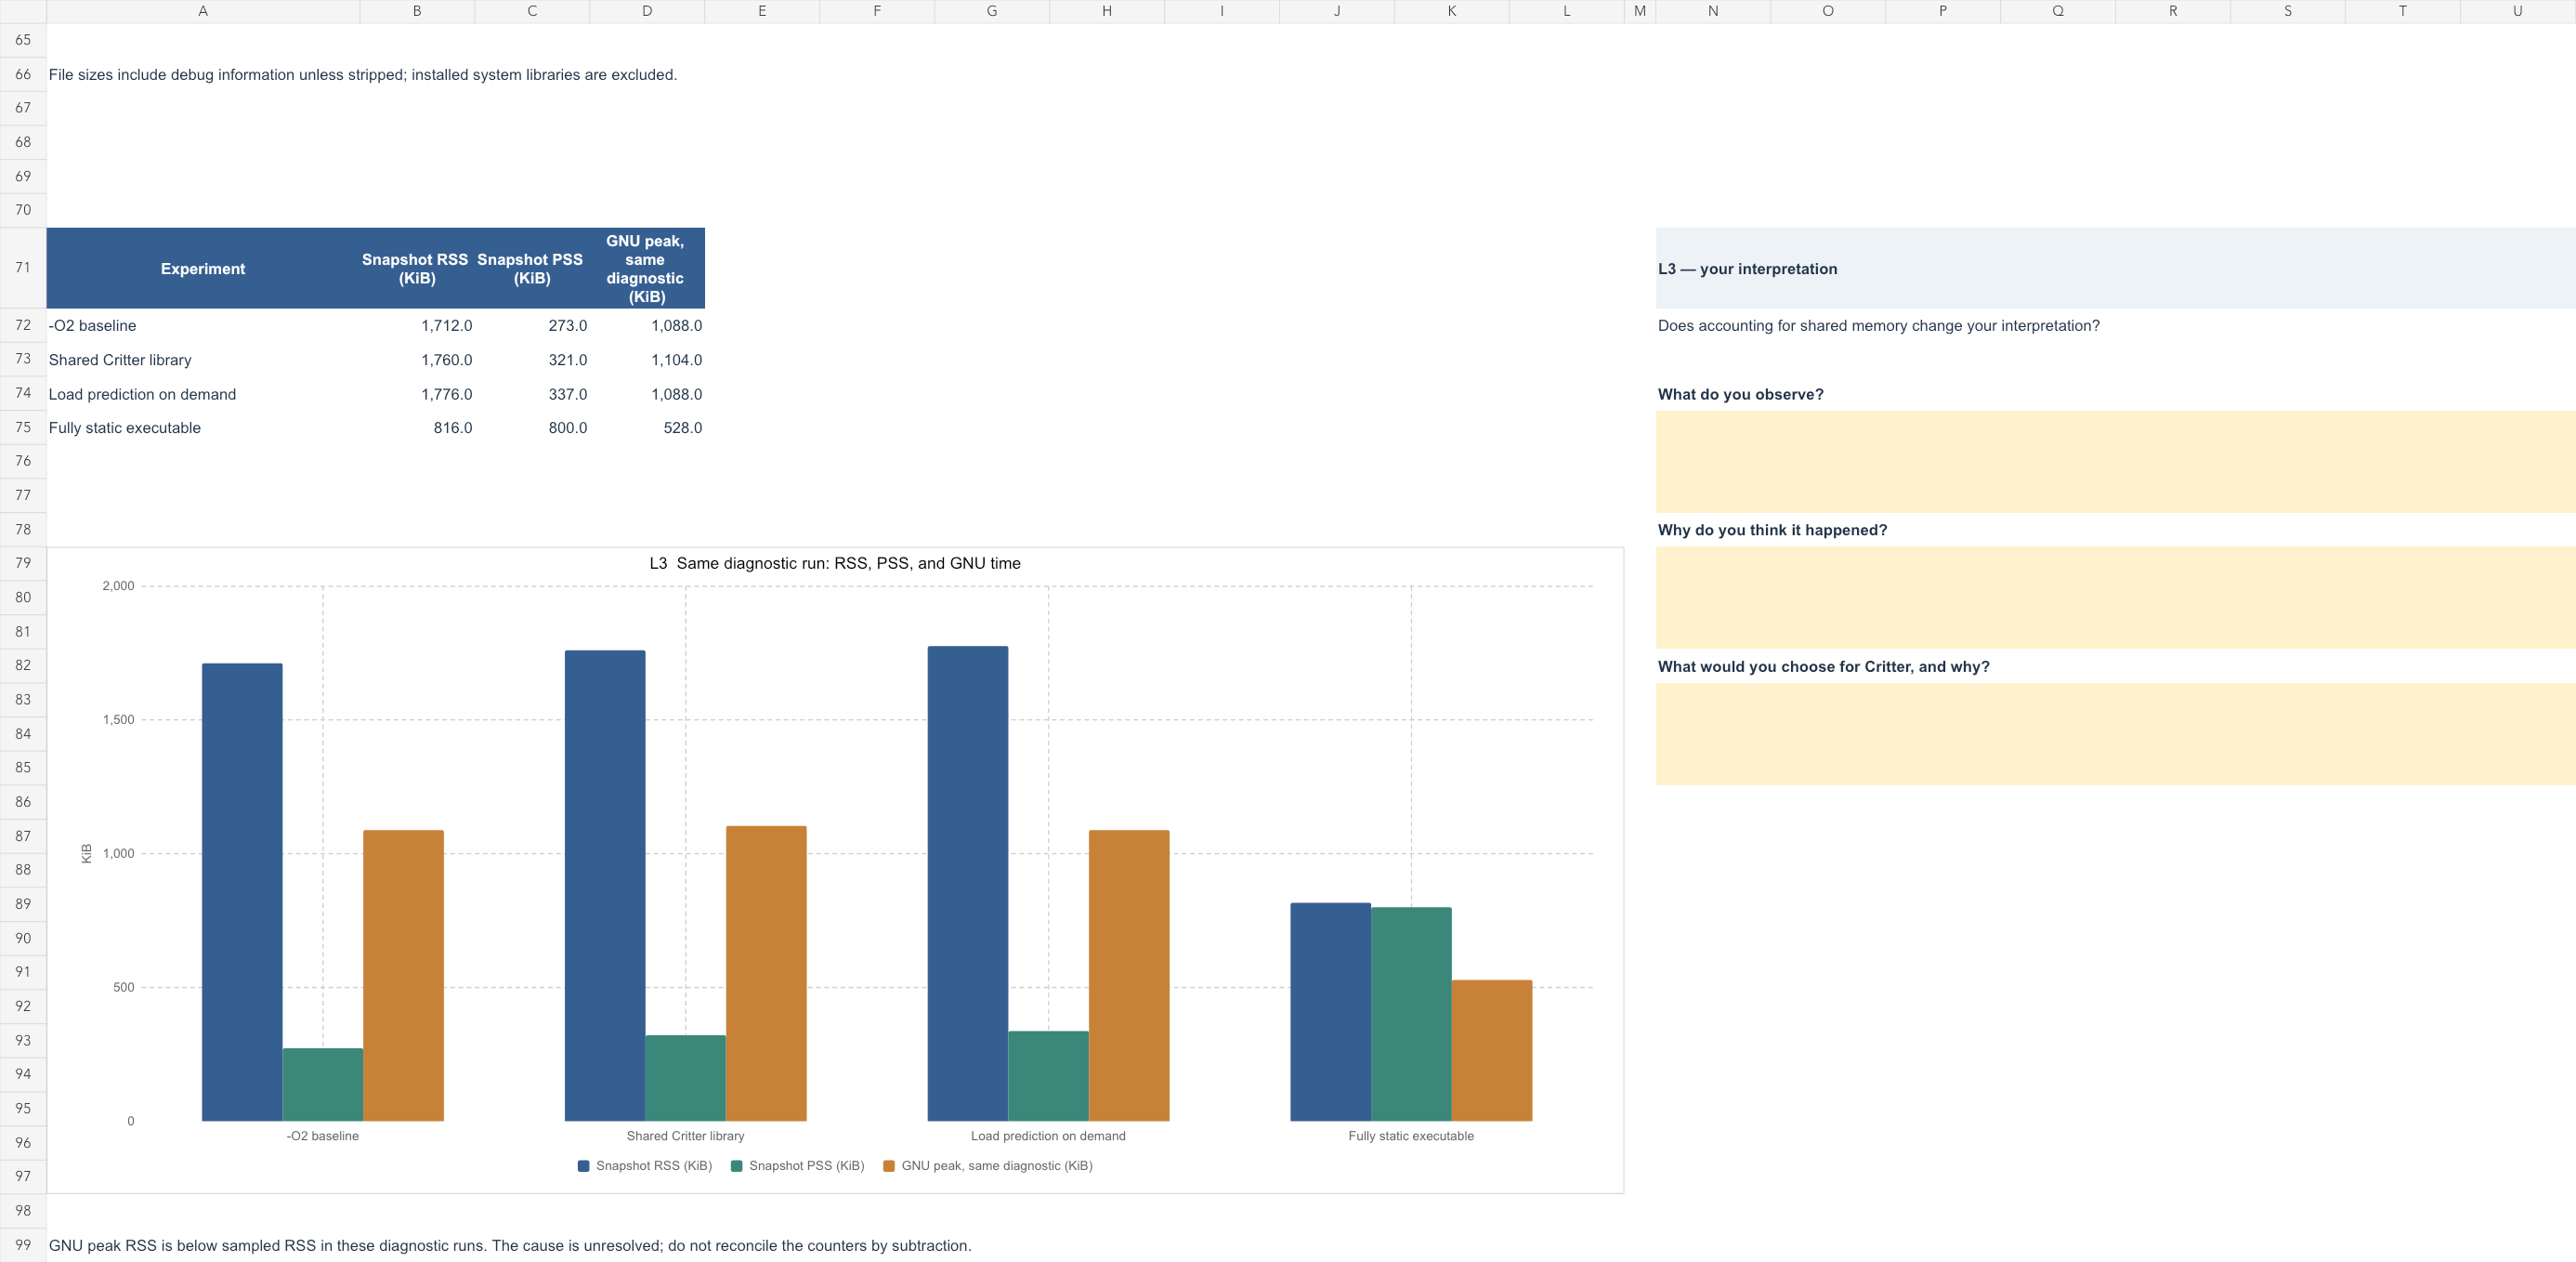 A B C D E F G H I J K L M N O P Q R S T U
65
66 File sizes include debug information unless stripped; installed system libraries are excluded.
67
68
69
70
71 Experiment Snapshot RSS (KiB) Snapshot PSS (KiB) GNU peak, same diagnostic (KiB) L3 — your interpretation
72 -O2 baseline 1,712.0 273.0 1,088.0 Does accounting for shared memory change your interpretation?
73 Shared Critter library 1,760.0 321.0 1,104.0
74 Load prediction on demand 1,776.0 337.0 1,088.0 What do you observe?
75 Fully static executable 816.0 800.0 528.0
76
77
78 Why do you think it happened?
79 L3 Same diagnostic run: RSS, PSS, and GNU time
2,000
80
81
82 What would you choose for Critter, and why?
83
1,500
84
85
86
87
KiB 1,000
88
89
90
91
500
92
93
94
95
0
96 -O2 baseline Shared Critter library Load prediction on demand Fully static executable
97 Snapshot RSS (KiB) Snapshot PSS (KiB) GNU peak, same diagnostic (KiB)
98
99 GNU peak RSS is below sampled RSS in these diagnostic runs. The cause is unresolved; do not reconcile the counters by subtraction.